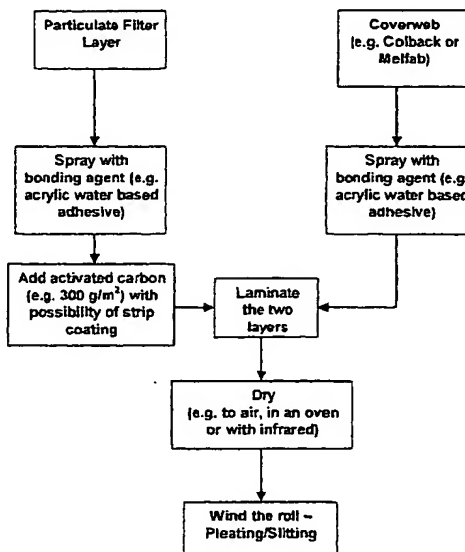 Particulate Filter
Layer
Coverweb
(e.g. Colback or
Melfab)
Spray with
bonding agent (e.g.
acrylic water based
adhesive)
Spray with
bonding agent (e.g.
acrylic water based
adhesive)
Add activated carbon
(e.g. 300 g/m²) with
possibility of strip
coating
Laminate
the two
layers
Dry
(e.g. to air, in an oven
or with infrared)
Wind the roll –
Pleating/Slitting